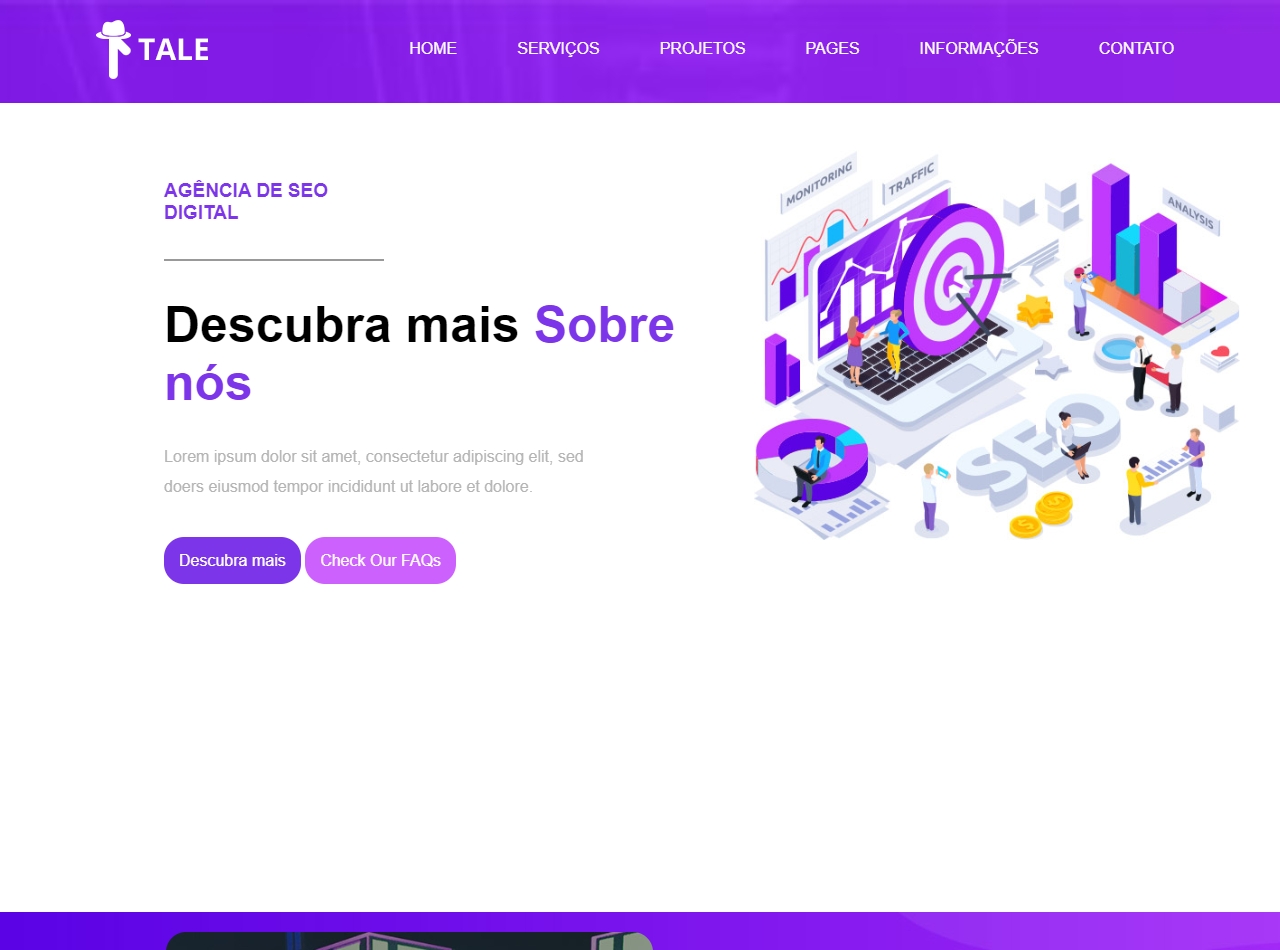 TALE
HOME SERVIÇOS PROJETOS PAGES INFORMAÇÕES CONTATO
AGÊNCIA DE SEO
DIGITAL
Descubra mais Sobre
nós
Lorem ipsum dolor sit amet, consectetur adipiscing elit, sed
doers eiusmod tempor incididunt ut labore et dolore.
Descubra mais Check Our FAQs
MONITORING
TRAFFIC
ANALYSIS
SEO